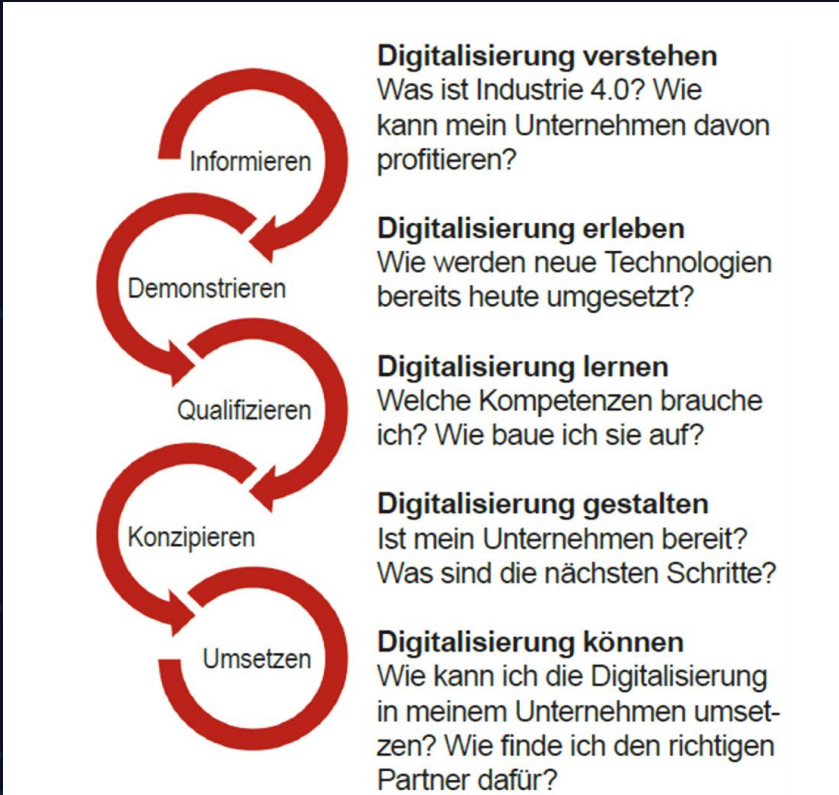 Informieren
Digitalisierung verstehen
Was ist Industrie 4.0? Wie
kann mein Unternehmen davon
profitieren?
Demonstrieren
Digitalisierung erleben
Wie werden neue Technologien
bereits heute umgesetzt?
Qualifizieren
Digitalisierung lernen
Welche Kompetenzen brauche
ich? Wie baue ich sie auf?
Konzipieren
Digitalisierung gestalten
Ist mein Unternehmen bereit?
Was sind die nächsten Schritte?
Umsetzen
Digitalisierung können
Wie kann ich die Digitalisierung
in meinem Unternehmen umset-
zen? Wie finde ich den richtigen
Partner dafür?